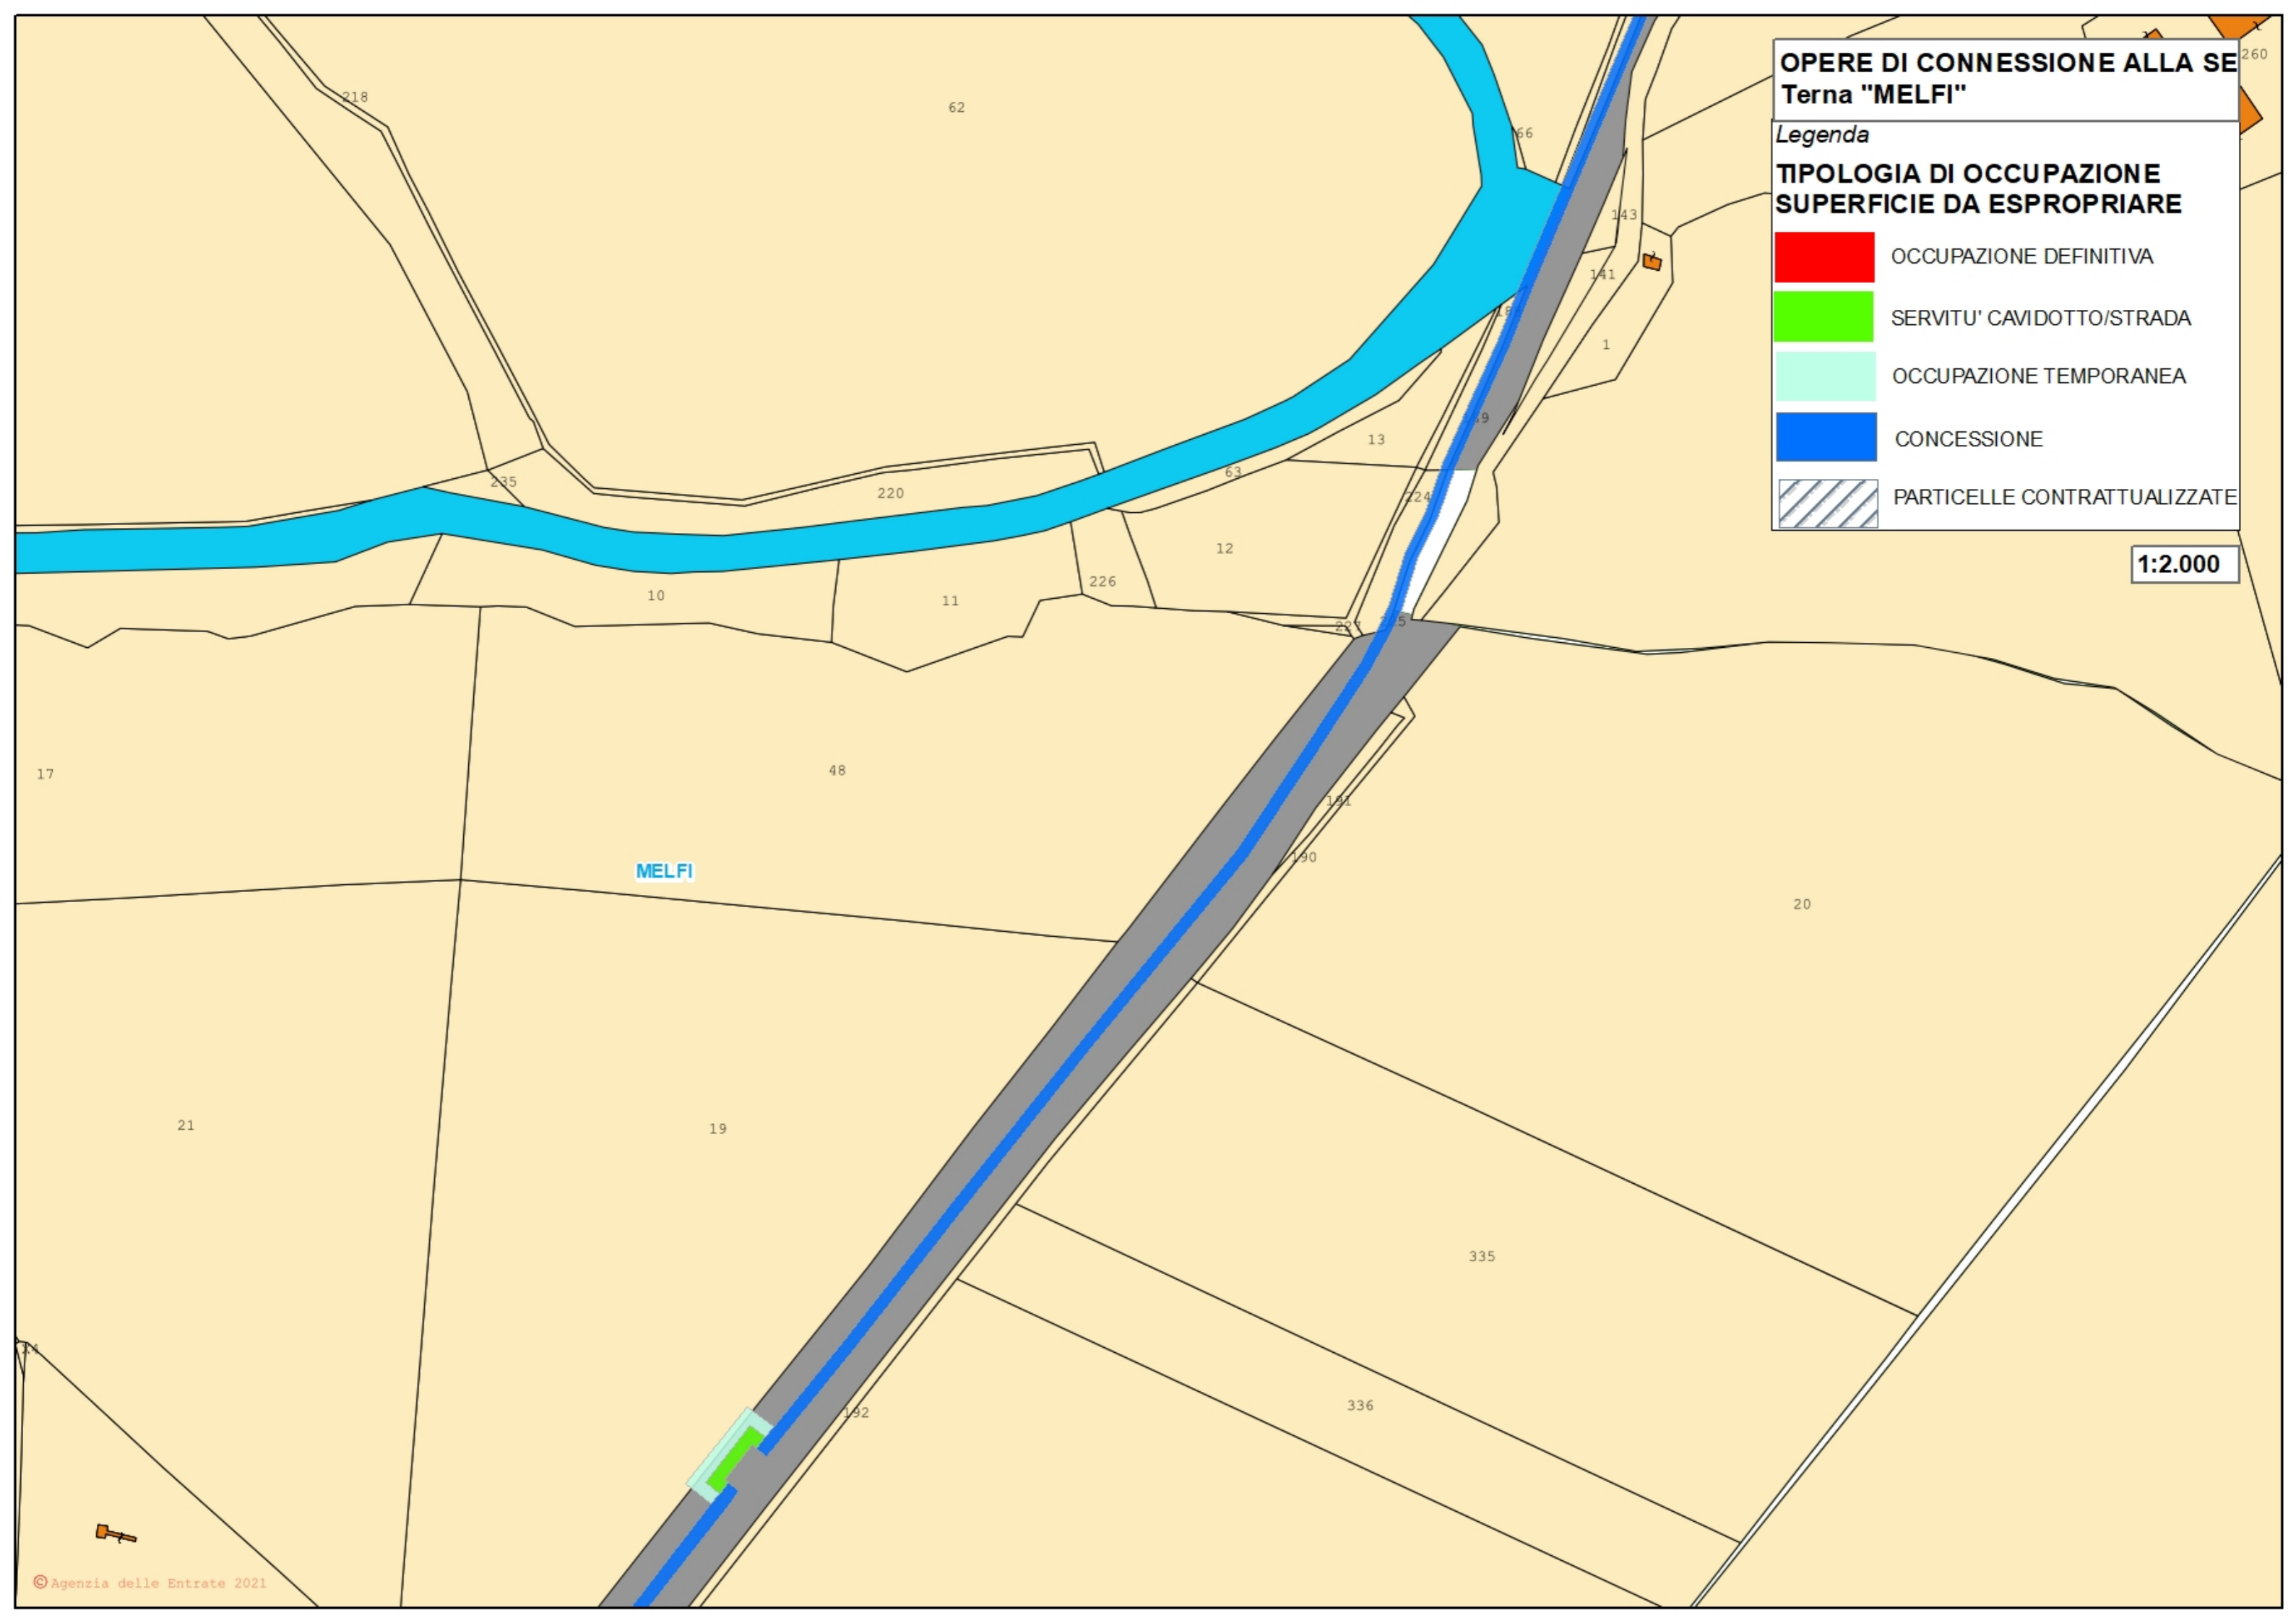 218
62
66
260
OPERE DI CONNESSIONE ALLA SE
Terna "MELFI"
Legenda
TIPOLOGIA DI OCCUPAZIONE
SUPERFICIE DA ESPROPRIARE
OCCUPAZIONE DEFINITIVA
SERVITU' CAVIDOTTO/STRADA
OCCUPAZIONE TEMPORANEA
CONCESSIONE
PARTICELLE CONTRATTUALIZZATE
1:2.000
143
141
1
13
63
235
220
224
12
226
10
11
227
17
48
191
190
MELFI
20
21
19
335
336
192
© Agenzia delle Entrate 2021